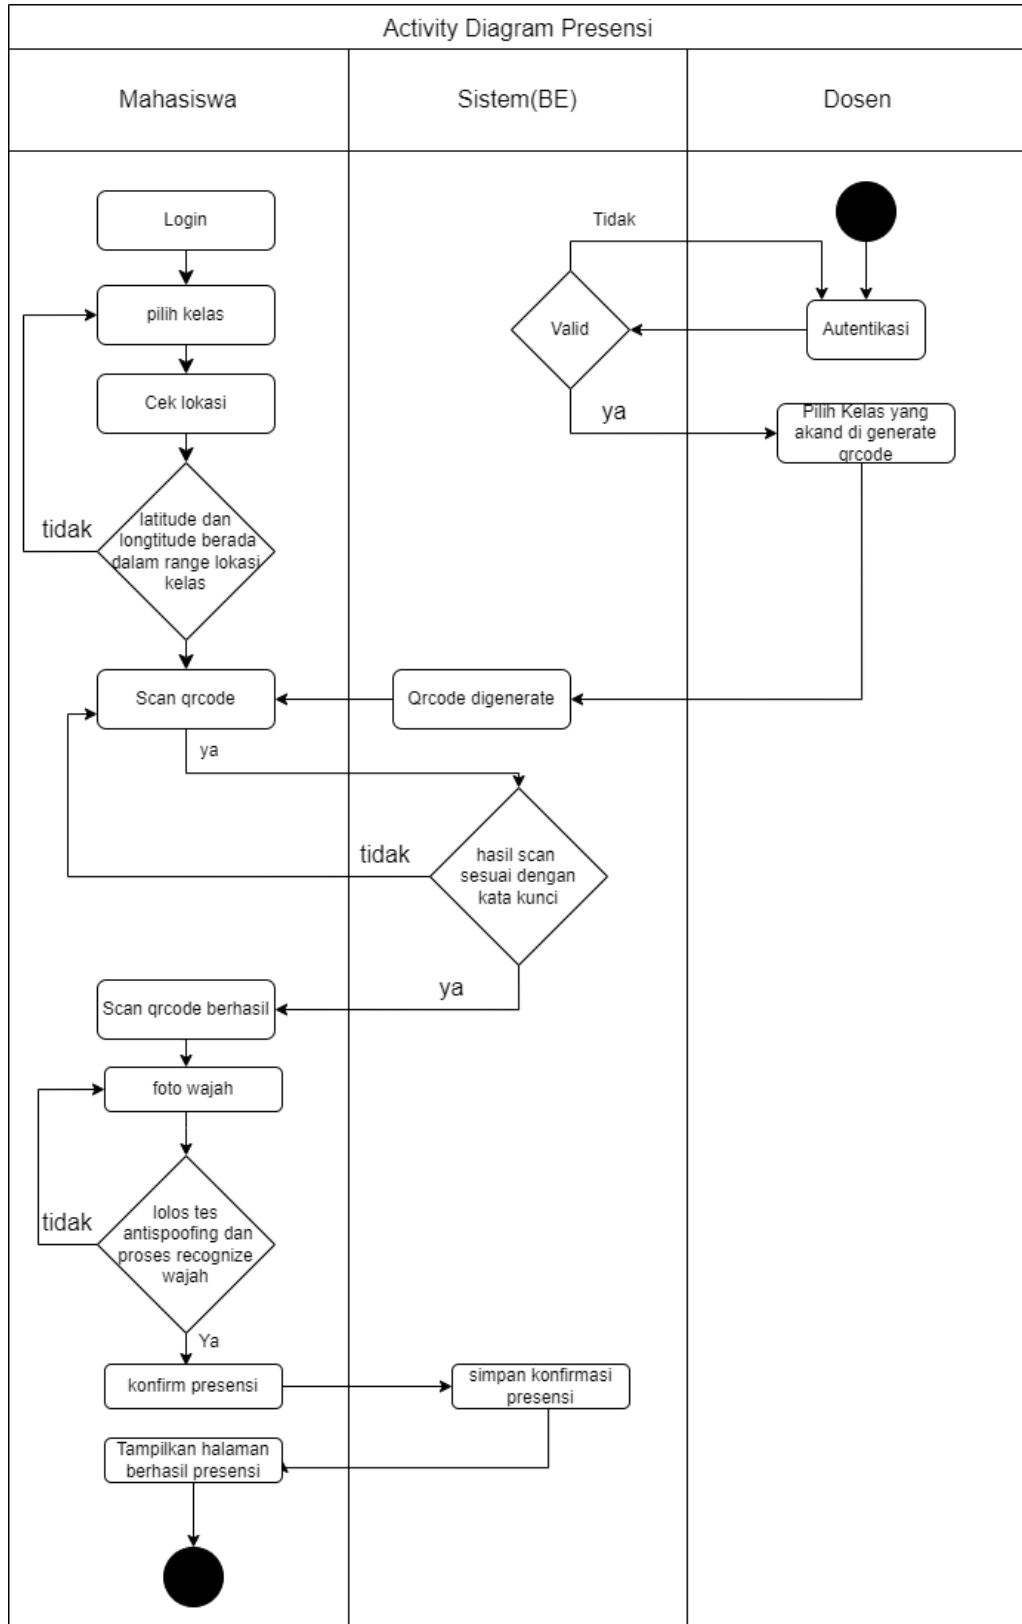 Activity Diagram Presensi
Mahasiswa
Sistem(BE)
Dosen
Login
Tidak
pilih kelas
Valid
Autentikasi
Cek lokasi
ya
Pilih Kelas yang
akand di generate
qrcode
tidak
latitude dan
longtitude berada
dalam range lokasi
kelas
Scan qrcode
Qrcode digenerate
ya
tidak
hasil scan
sesuai dengan
kata kunci
ya
Scan qrcode berhasil
foto wajah
tidak
lolos tes
antispoofing dan
proses recognize
wajah
Ya
konfirm presensi
simpan konfirmasi
presensi
Tampilkan halaman
berhasil presensi